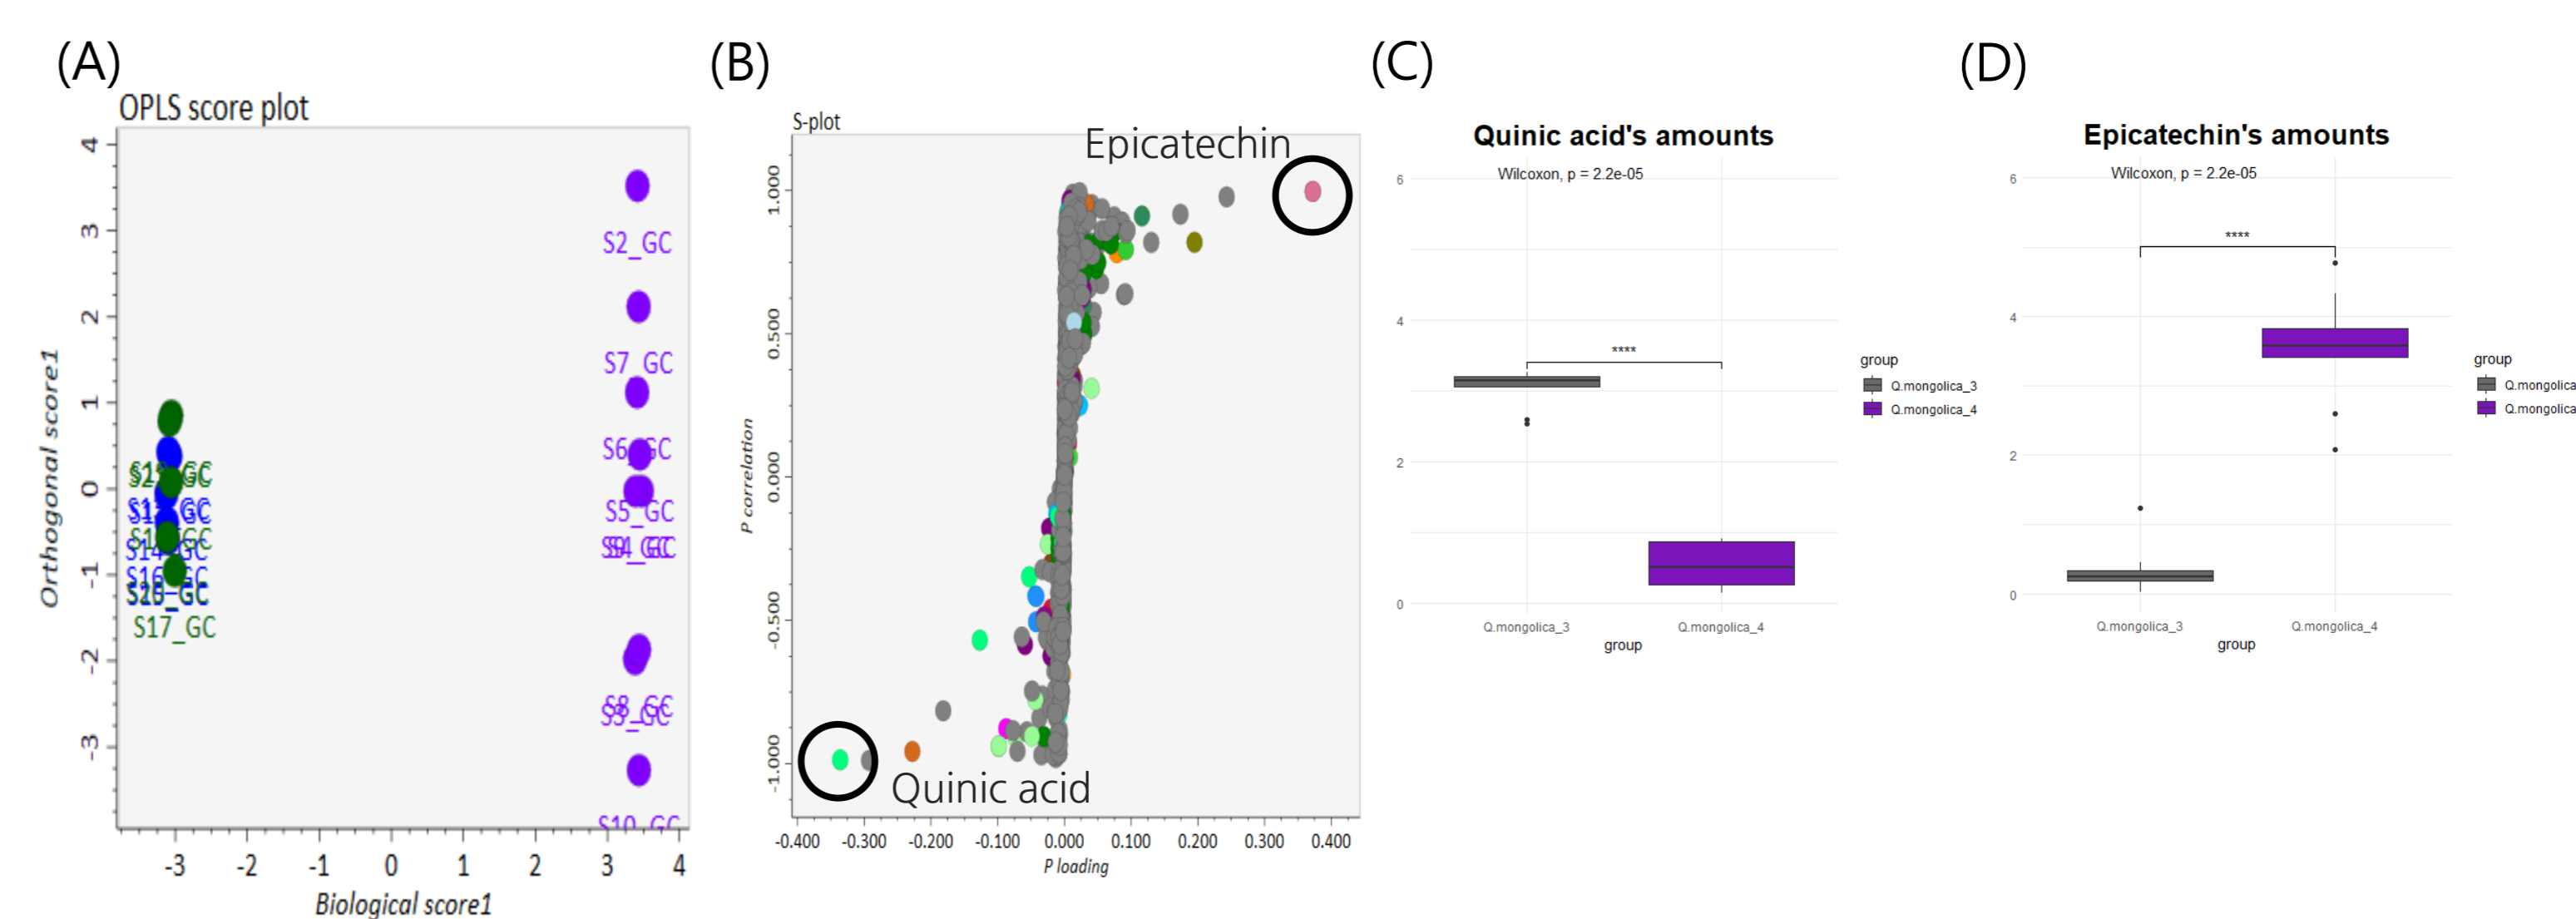 (A)
OPLS score plot
4
3
2
1
0
-1
-2
-3
Orthogonal score1
S2_GC
S7_GC
S6_GC
S5_GC
S10_GC
S17_GC
-3 -2 -1 0 1 2 3 4
Biological score1
(B)
S-plot
Epicatechin
1.000
0.500
0.000
-0.500
-1.000
P correlation
Quinic acid
-0.400 -0.300 -0.200 -0.100 0.000 0.100 0.200 0.300 0.400
P loading
(C)
Quinic acid's amounts
Wilcoxon, p = 2.2e-05
6
4
2
0
****
Q.mongolica_3 Q.mongolica_4
group
group
Q.mongolica_3
Q.mongolica_4
(D)
Epicatechin's amounts
Wilcoxon, p = 2.2e-05
6
4
2
0
****
Q.mongolica_3 Q.mongolica_4
group
group
Q.mongolica
Q.mongolica